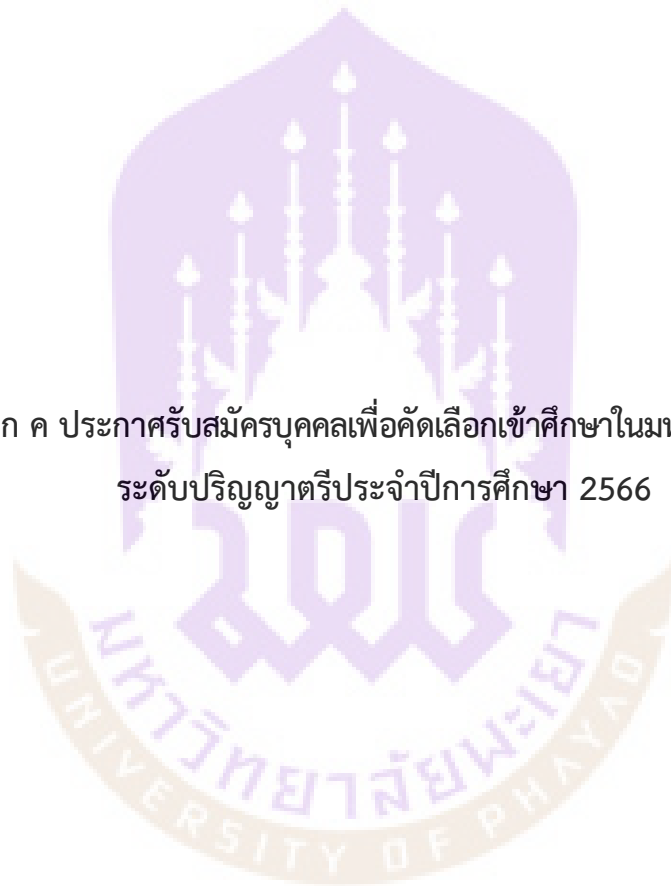 ก ค ประกาศรับสมัครบุคคลเพื่อคัดเลือกเข้าศึกษาใน
ระดับปริญญาตรีประจำปีการศึกษา 2566
มหาวิทยาลัยพะเยา
UNIVERSITY OF PHAYAO